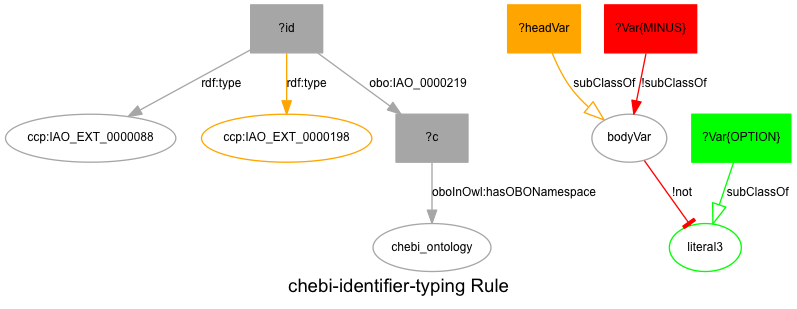 ?id
?headVar
?Var{MINUS}
rdf:type
rdf:type
obo:IAO_0000219
subClassOf
!subClassOf
ccp:IAO_EXT_0000088
ccp:IAO_EXT_0000198
?c
bodyVar
?Var{OPTION}
oboInOwl:hasOBONamespace
!not
subClassOf
chebi_ontology
literal3
chebi-identifier-typing Rule